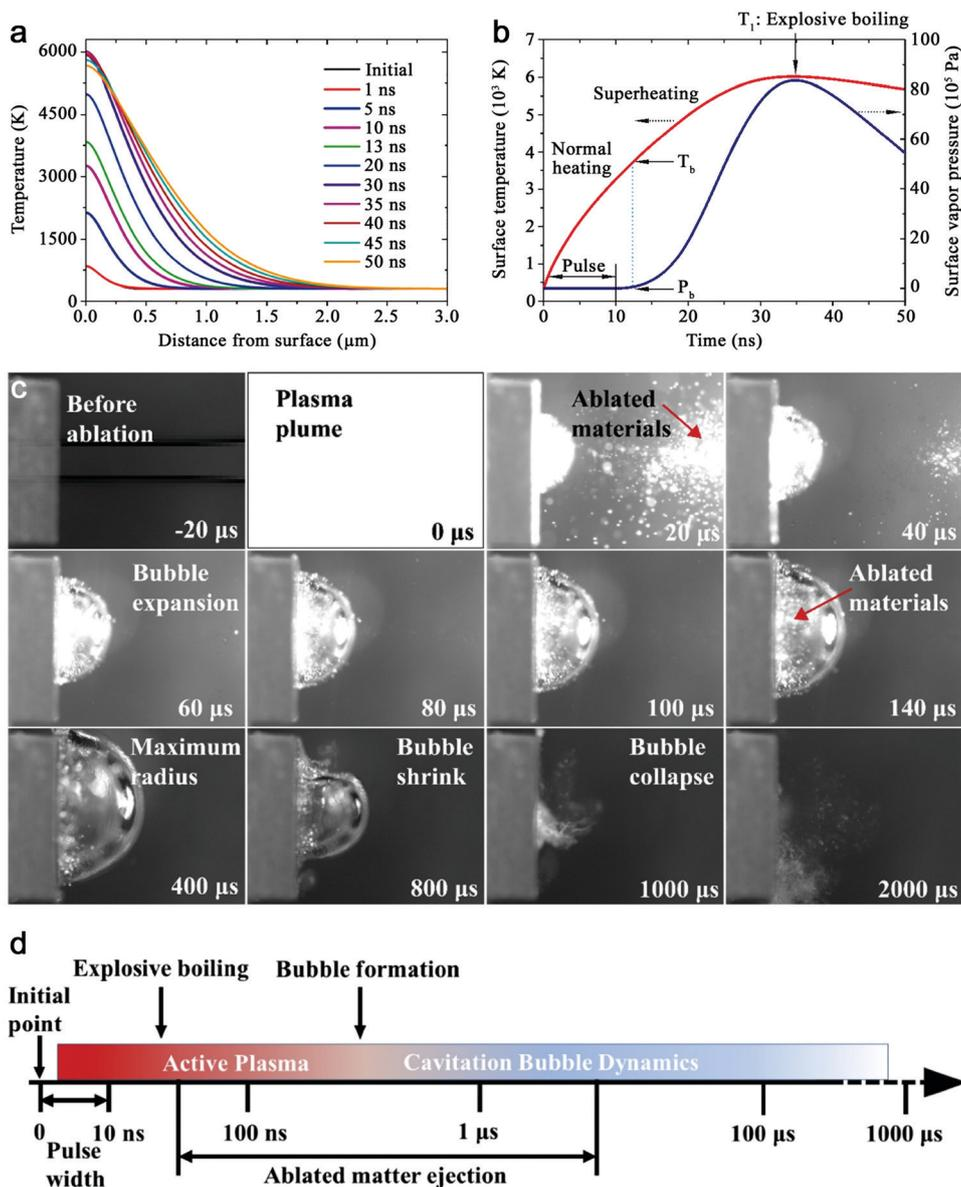 a
Temperature (K)
6000
4500
3000
1500
0
0.0 0.5 1.0 1.5 2.0 2.5 3.0
Distance from surface (µm)
Initial
1 ns
5 ns
10 ns
13 ns
20 ns
30 ns
35 ns
40 ns
45 ns
50 ns
b
T₁: Explosive boiling
Surface temperature (10³ K)
7
6
5
4
3
2
1
0
Superheating
Normal
heating
T_b
Pulse
P_b
0 10 20 30 40 50
Time (ns)
100
80
60
40
20
0
Surface vapor pressure (10⁵ Pa)
c
Before
ablation
-20 µs
Plasma
plume
0 µs
Ablated
materials
20 µs
40 µs
Bubble
expansion
60 µs
80 µs
100 µs
Ablated
materials
140 µs
Maximum
radius
400 µs
Bubble
shrink
800 µs
Bubble
collapse
1000 µs
2000 µs
d
Explosive boiling
Bubble formation
Initial
point
Active Plasma
Cavitation Bubble Dynamics
0 10 ns 100 ns 1 µs 100 µs 1000 µs
Pulse
width
Ablated matter ejection